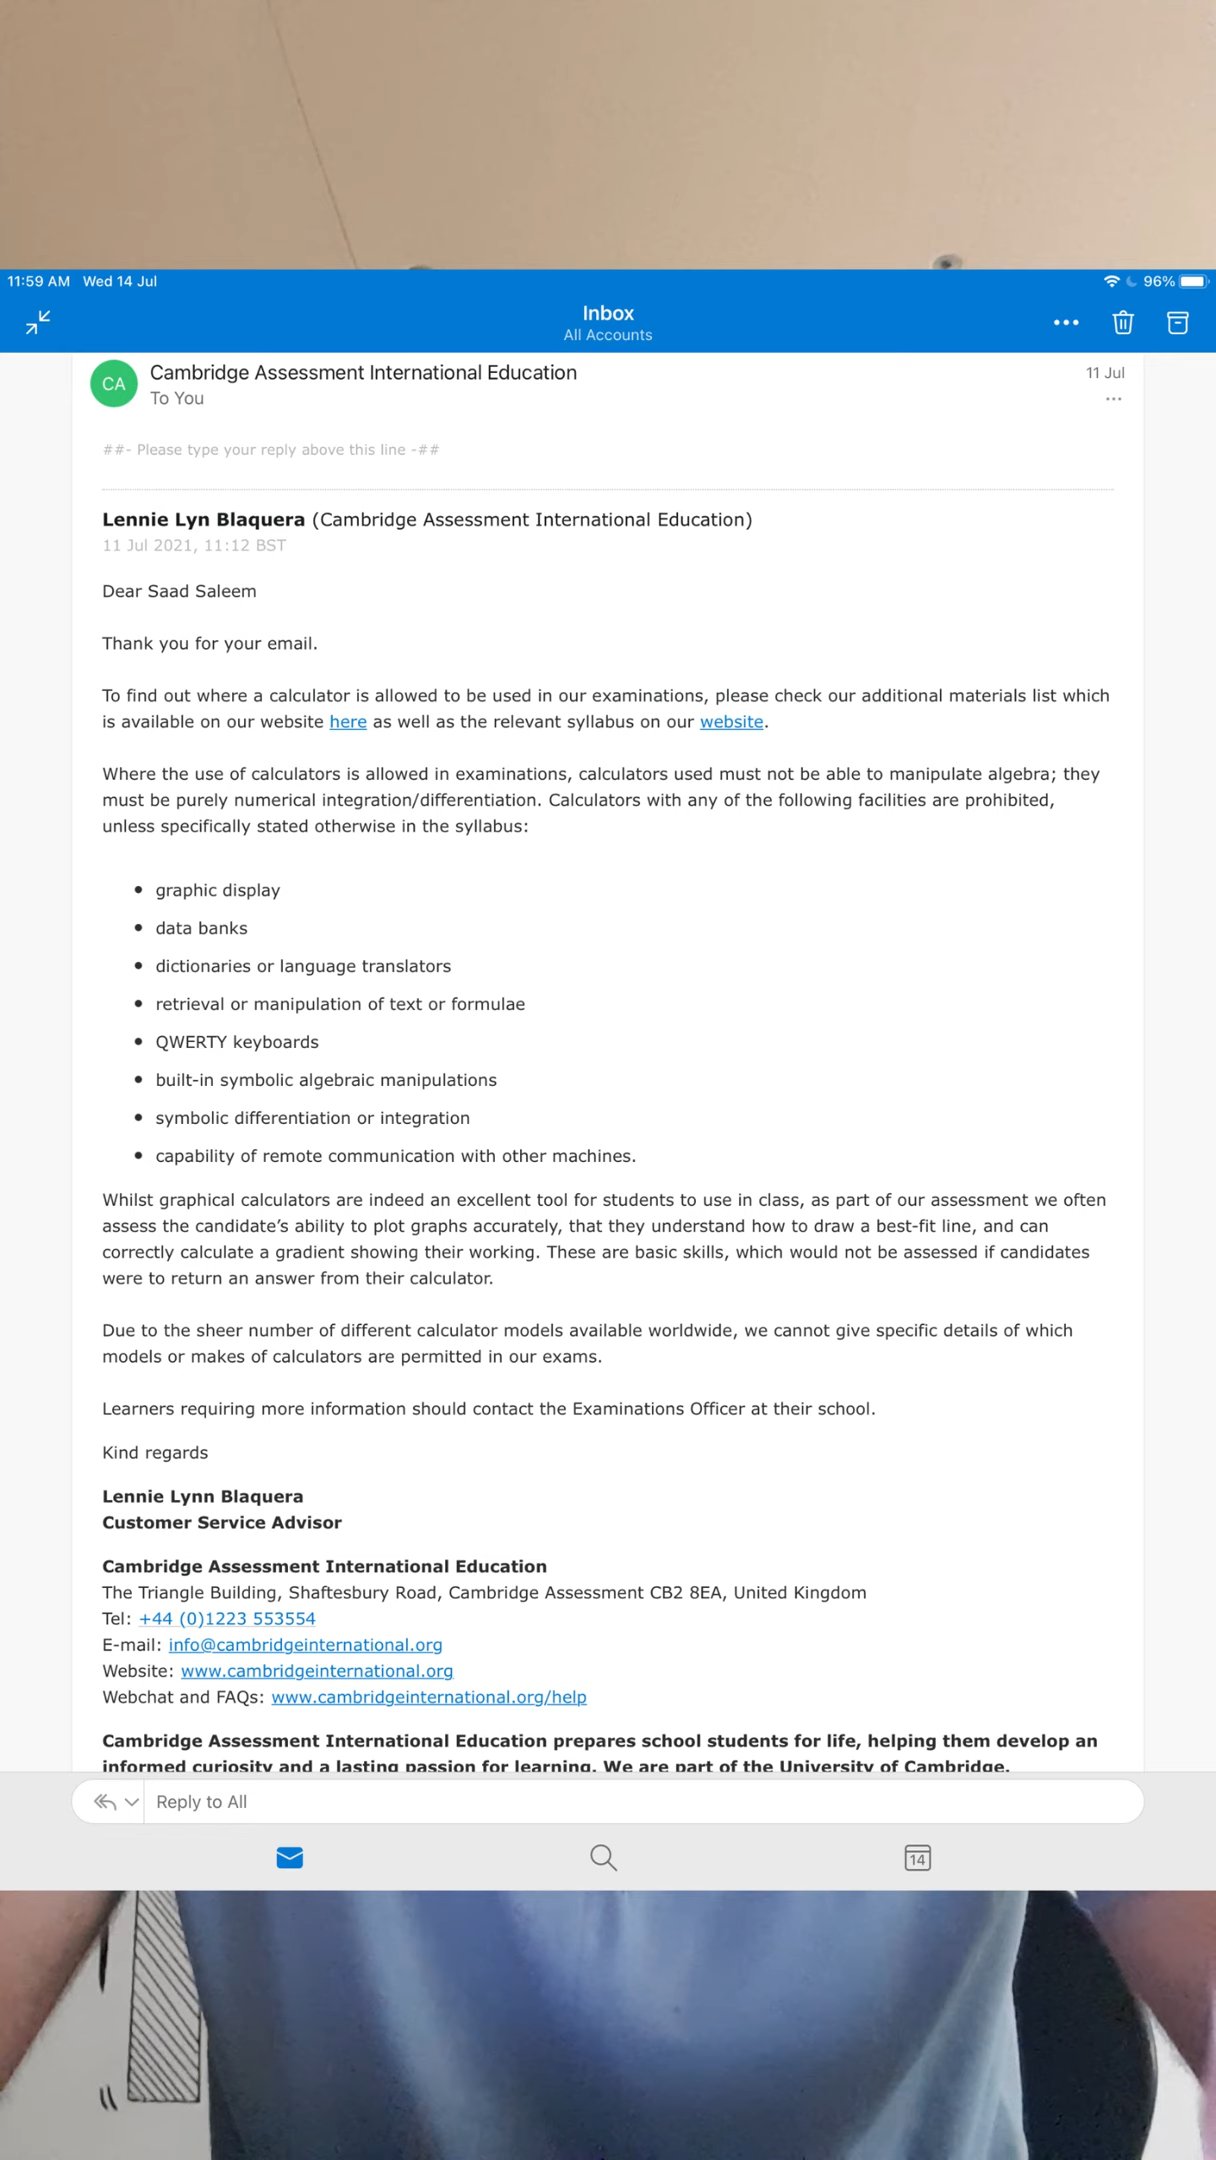 11:59 AM Wed 14 Jul
96%
Inbox
All Accounts
CA
Cambridge Assessment International Education
11 Jul
To You
##- Please type your reply above this line -##
Lennie Lyn Blaquera (Cambridge Assessment International Education)
11 Jul 2021, 11:12 BST
Dear Saad Saleem
Thank you for your email.
To find out where a calculator is allowed to be used in our examinations, please check our additional materials list which
is available on our website here as well as the relevant syllabus on our website.
Where the use of calculators is allowed in examinations, calculators used must not be able to manipulate algebra; they
must be purely numerical integration/differentiation. Calculators with any of the following facilities are prohibited,
unless specifically stated otherwise in the syllabus:
• graphic display
• data banks
• dictionaries or language translators
• retrieval or manipulation of text or formulae
• QWERTY keyboards
• built-in symbolic algebraic manipulations
• symbolic differentiation or integration
• capability of remote communication with other machines.
Whilst graphical calculators are indeed an excellent tool for students to use in class, as part of our assessment we often
assess the candidate’s ability to plot graphs accurately, that they understand how to draw a best-fit line, and can
correctly calculate a gradient showing their working. These are basic skills, which would not be assessed if candidates
were to return an answer from their calculator.
Due to the sheer number of different calculator models available worldwide, we cannot give specific details of which
models or makes of calculators are permitted in our exams.
Learners requiring more information should contact the Examinations Officer at their school.
Kind regards
Lennie Lynn Blaquera
Customer Service Advisor
Cambridge Assessment International Education
The Triangle Building, Shaftesbury Road, Cambridge Assessment CB2 8EA, United Kingdom
Tel: +44 (0)1223 553554
E-mail: info@cambridgeinternational.org
Website: www.cambridgeinternational.org
Webchat and FAQs: www.cambridgeinternational.org/help
Cambridge Assessment International Education prepares school students for life, helping them develop an
informed curiosity and a lasting passion for learning. We are part of the University of Cambridge.
Reply to All
14